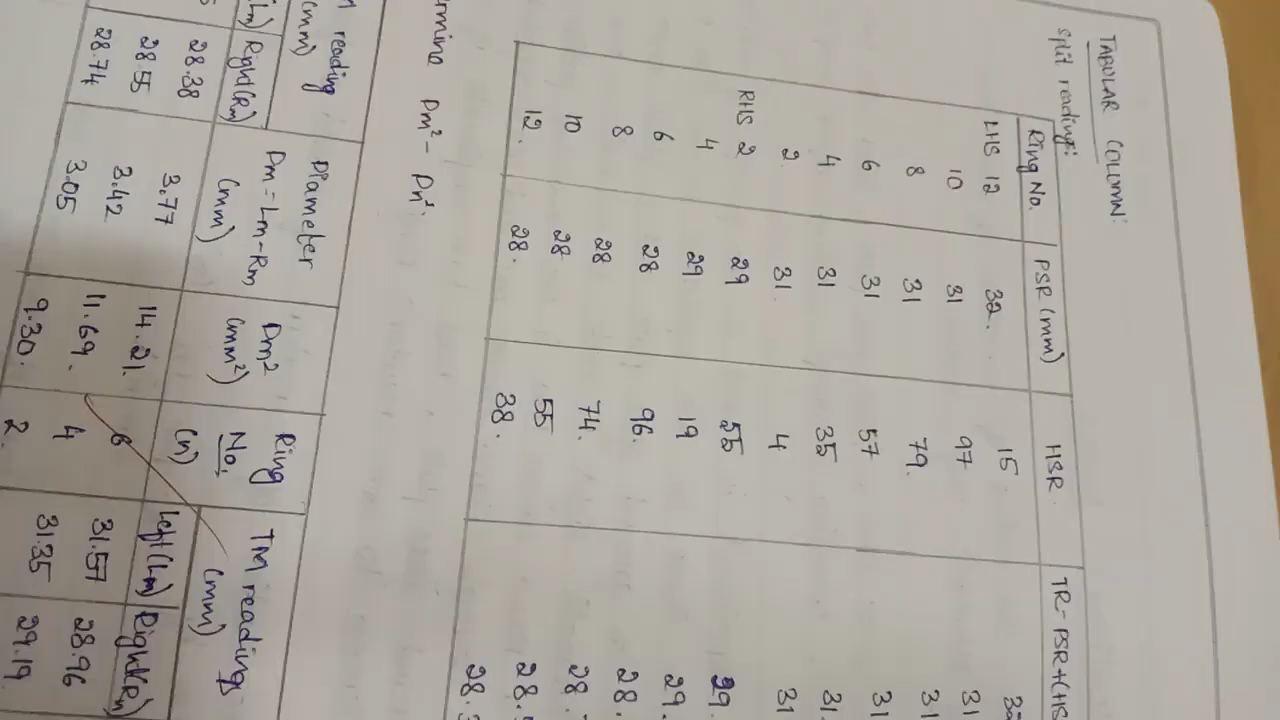 TABULAR COLUMN:
Split readings:
Ring No. PSR (mm) HSR TR = PSR + (HS
LHS 12 32. 15
10 31 97 31
8 31 79. 31
6 31 57 31
4 31 35 31.
2 31. 4 31
RHS 2 29 55 29.
4 29 19 29.
6 28 96. 28.
8 28 74. 28.
10 28 55 28.
12. 28. 38. 28.
rmine Dm² - Dn².
M reading (mm) Diameter Dm = Lm - Rm (mm) Dm² (mm²) Ring No. (n) TM readings (mm)
(Lm) Right (Rm) Left (Lm) Right (Rm)
28.38 3.77 14.21. 6 31.57 28.96
28.55 3.42 11.69. 4 31.35 29.19
28.74 3.05 9.30. 2.